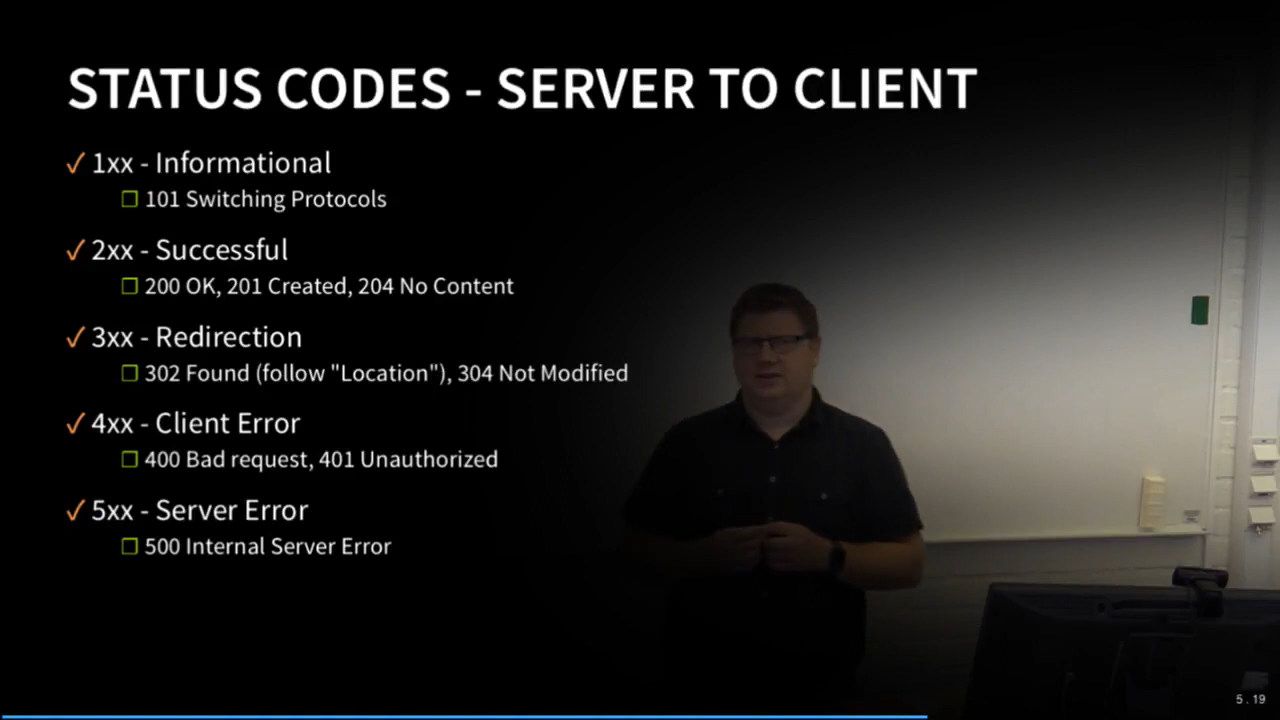 STATUS CODES - SERVER TO CLIENT
✓ 1xx - Informational
❐ 101 Switching Protocols
✓ 2xx - Successful
❐ 200 OK, 201 Created, 204 No Content
✓ 3xx - Redirection
❐ 302 Found (follow "Location"), 304 Not Modified
✓ 4xx - Client Error
❐ 400 Bad request, 401 Unauthorized
✓ 5xx - Server Error
❐ 500 Internal Server Error
5 . 19